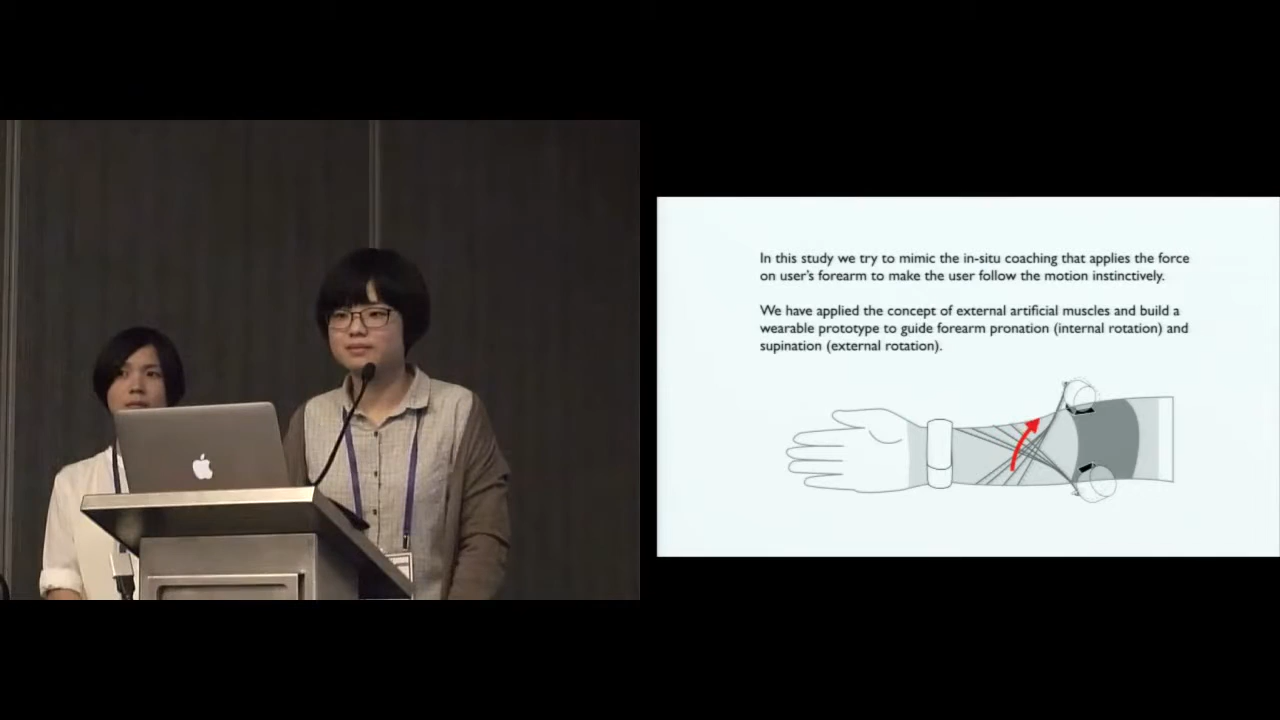 In this study we try to mimic the in-situ coaching that applies the force
on user's forearm to make the user follow the motion instinctively.
We have applied the concept of external artificial muscles and build a
wearable prototype to guide forearm pronation (internal rotation) and
supination (external rotation).